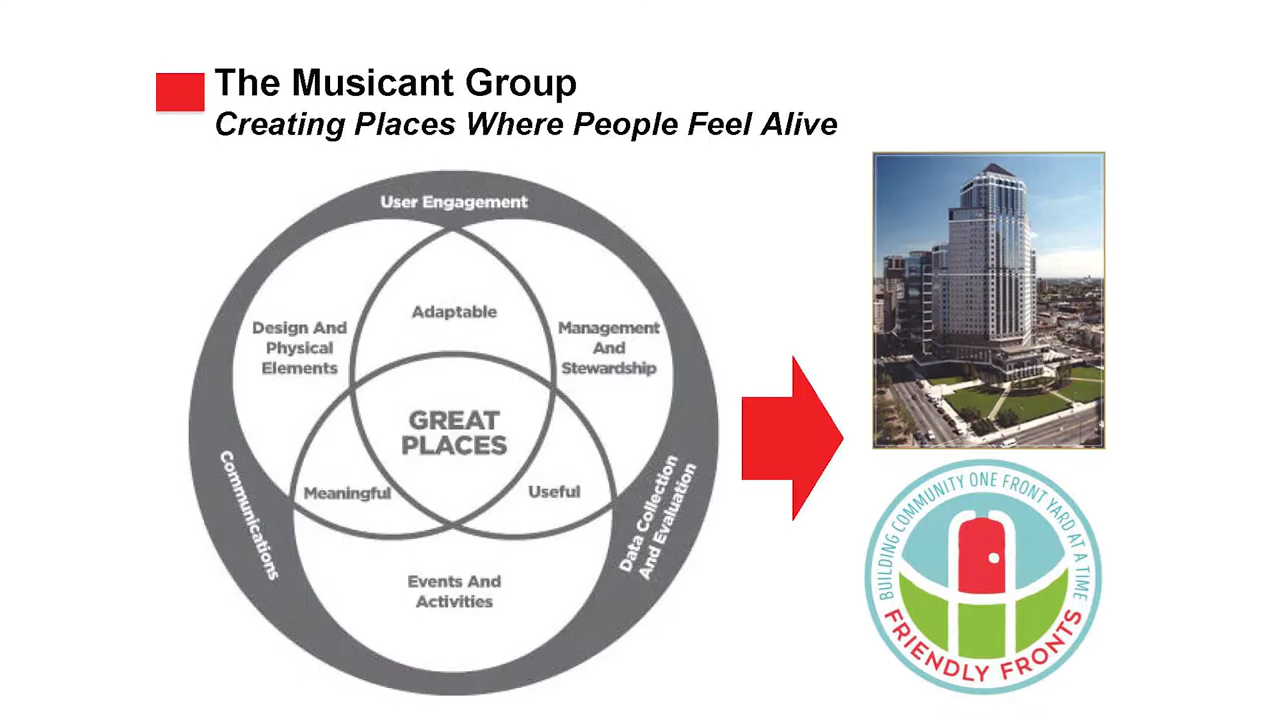 The Musicant Group
Creating Places Where People Feel Alive
User Engagement
Adaptable
Design And
Physical
Elements
Management
And
Stewardship
GREAT
PLACES
Meaningful
Useful
Communications
Data Collection
And Evaluation
Events And
Activities
BUILDING COMMUNITY ONE FRONT YARD AT A TIME
FRIENDLY FRONTS